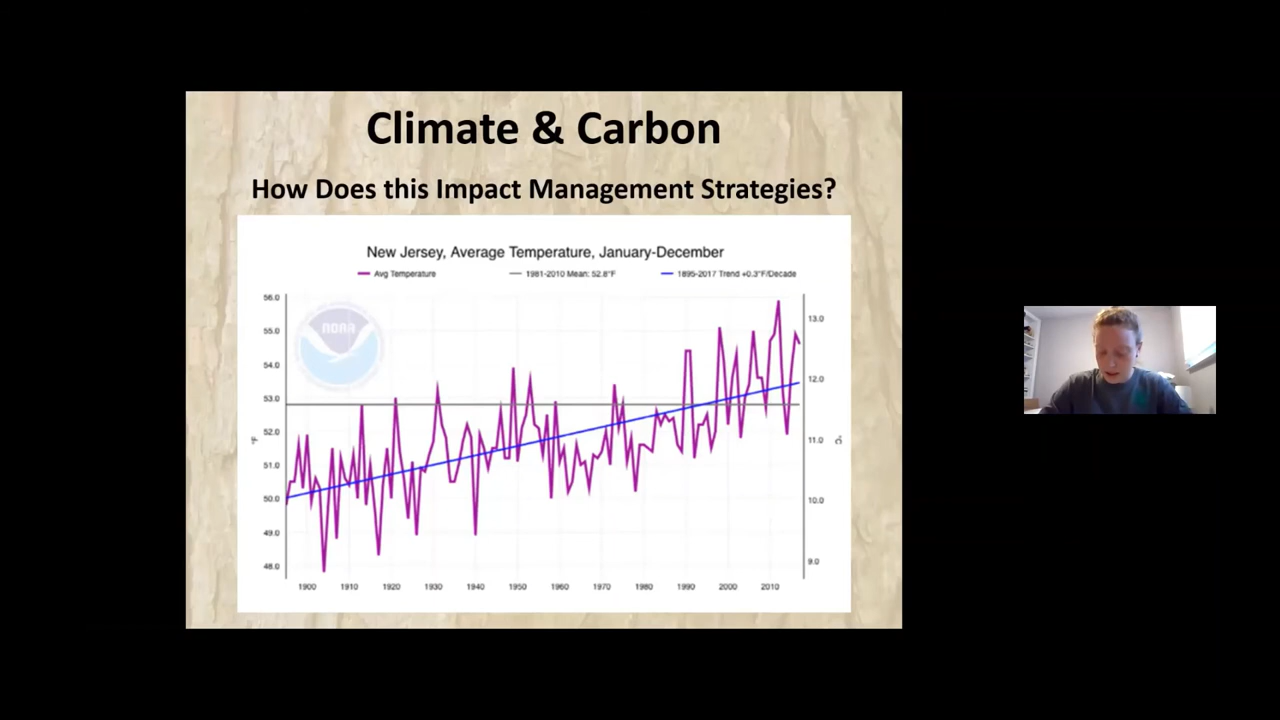 Climate & Carbon
How Does this Impact Management Strategies?
New Jersey, Average Temperature, January-December
Avg Temperature
1981-2010 Mean: 52.8°F
1895-2017 Trend +0.3°F/Decade
noaa
56.0
55.0
54.0
53.0
52.0
51.0
50.0
49.0
48.0
°F
13.0
12.0
11.0
10.0
9.0
°C
1900 1910 1920 1930 1940 1950 1960 1970 1980 1990 2000 2010